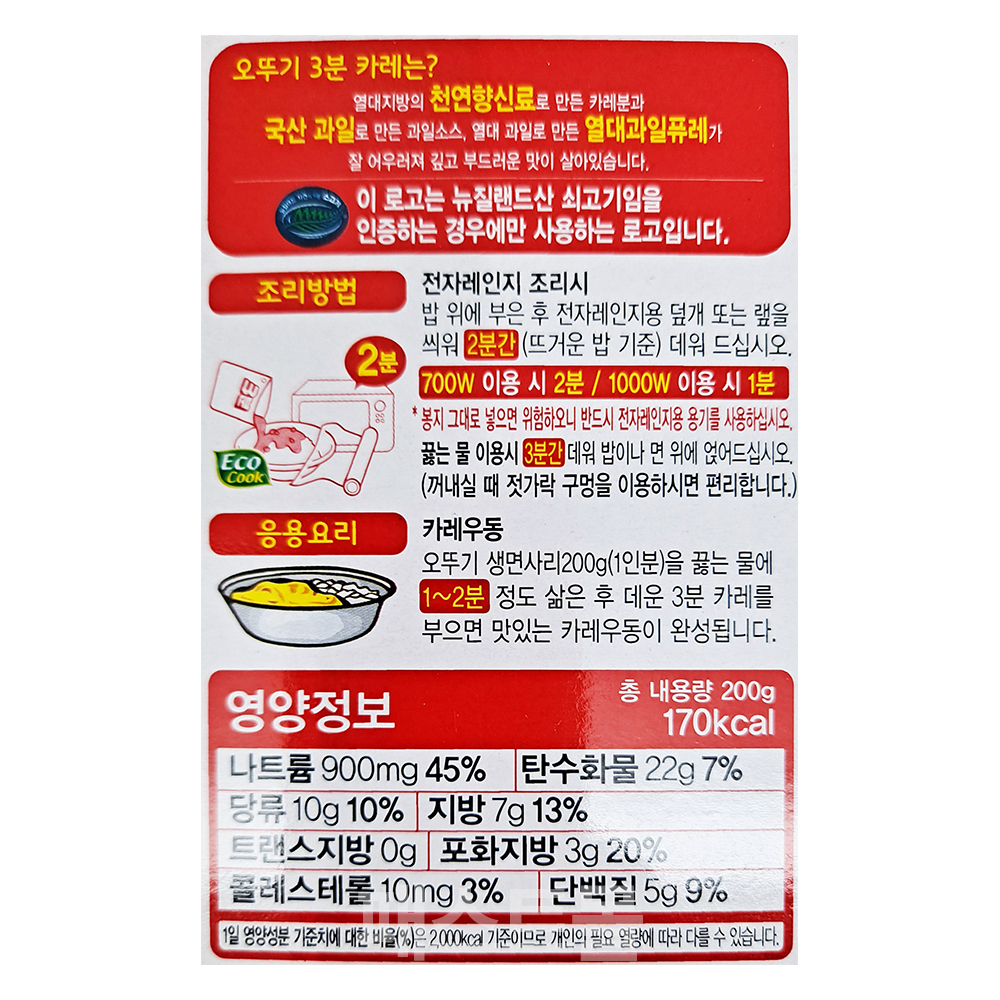 오뚜기 3분 카레는?
열대지방의 천연향신료로 만든 카레분과
국산 과일로 만든 과일소스, 열대 과일로 만든 열대과일퓨레가
잘 어우러져 깊고 부드러운 맛이 살아있습니다.
이 로고는 뉴질랜드산 쇠고기임을
인증하는 경우에만 사용하는 로고입니다.
조리방법
전자레인지 조리시
밥 위에 부은 후 전자레인지용 덮개 또는 랲을
씌워 2분간 (뜨거운 밥 기준) 데워 드십시오.
2분
700W 이용 시 2분 / 1000W 이용 시 1분
* 봉지 그대로 넣으면 위험하오니 반드시 전자레인지용 용기를 사용하십시오.
Eco
Cook
끓는 물 이용시 3분간 데워 밥이나 면 위에 얹어드십시오.
(꺼내실 때 젓가락 구멍을 이용하시면 편리합니다.)
응용요리
카레우동
오뚜기 생면사리200g(1인분)을 끓는 물에
1~2분 정도 삶은 후 데운 3분 카레를
부으면 맛있는 카레우동이 완성됩니다.
영양정보
총 내용량 200g
170kcal
나트륨 900mg 45% 탄수화물 22g 7%
당류 10g 10% 지방 7g 13%
트랜스지방 0g 포화지방 3g 20%
콜레스테롤 10mg 3% 단백질 5g 9%
1일 영양성분 기준치에 대한 비율(%)은 2,000kcal 기준이므로 개인의 필요 열량에 따라 다를 수 있습니다.